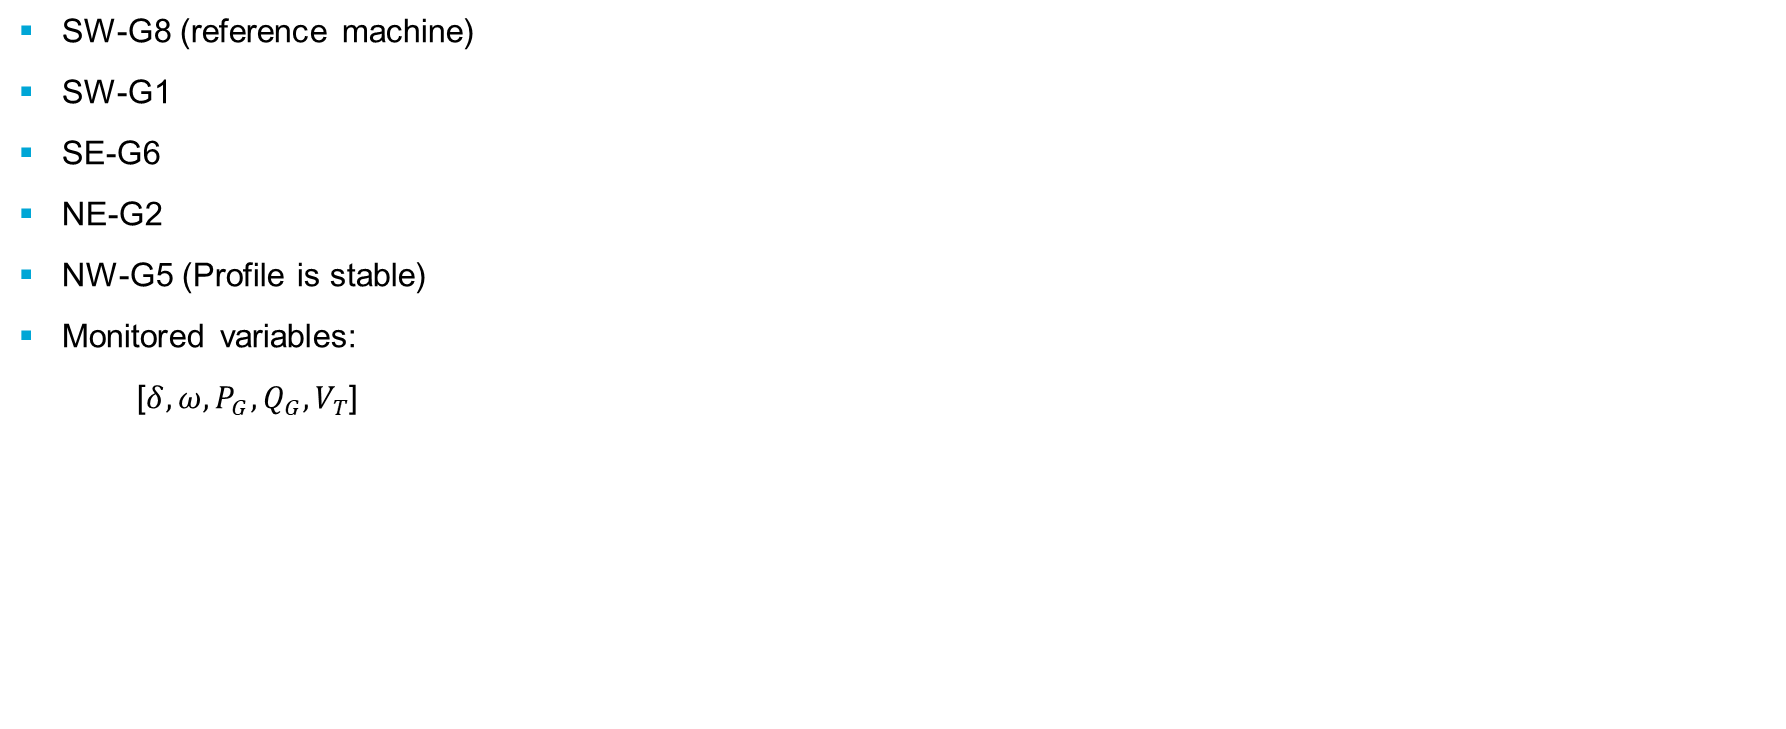 ▪ SW-G8 (reference machine)
▪ SW-G1
▪ SE-G6
▪ NE-G2
▪ NW-G5 (Profile is stable)
▪ Monitored variables:
[δ, ω, P_G, Q_G, V_T]